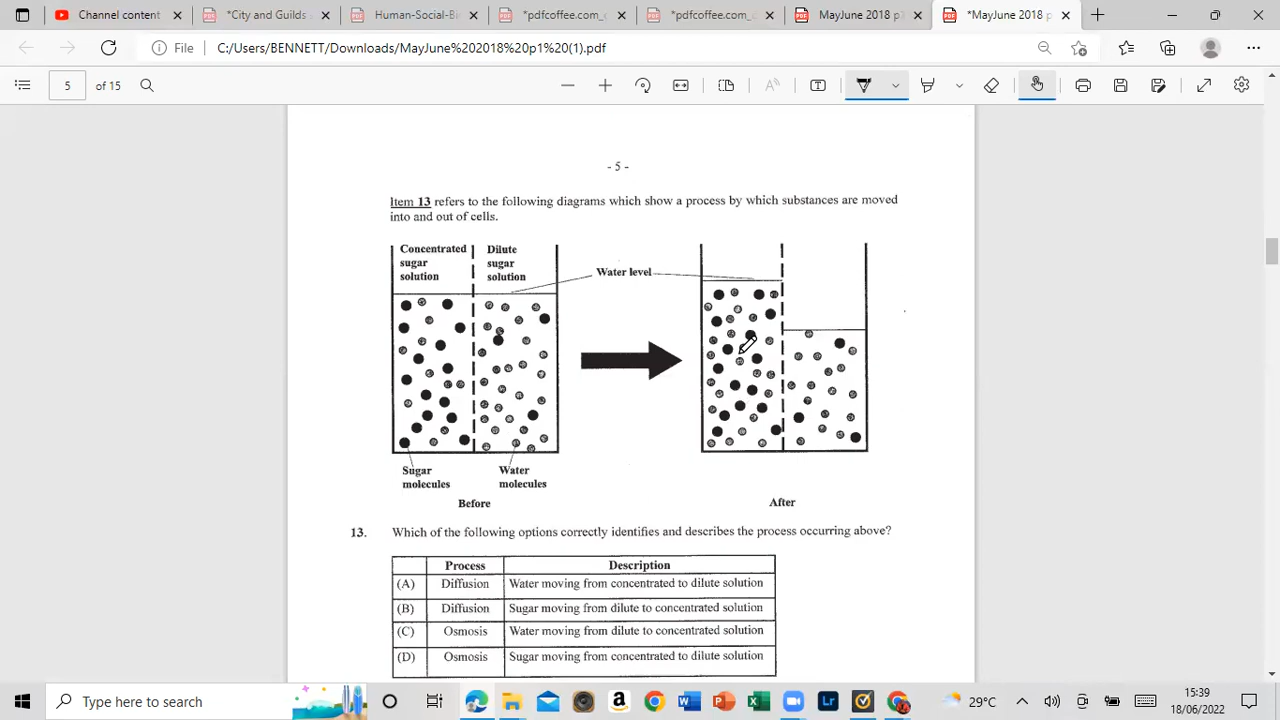 Content from Guide t
*City and Guilds
Human-Social-Bi
*pdfcoffee.com_c
*pdfcoffee.com_c
MayJune 2018 p
*MayJune 2018 p
File
C:/Users/BENNETT/Downloads/MayJune%202018%20p1%20(1).pdf
5 of 15
- 5 -
Item 13 refers to the following diagrams which show a process by which substances are moved
into and out of cells.
Concentrated
sugar
solution
Dilute
sugar
solution
Water level
Sugar
molecules
Water
molecules
Before
After
13. Which of the following options correctly identifies and describes the process occurring above?
Process Description
(A) Diffusion Water moving from concentrated to dilute solution
(B) Diffusion Sugar moving from dilute to concentrated solution
(C) Osmosis Water moving from dilute to concentrated solution
(D) Osmosis Sugar moving from concentrated to dilute solution
Type here to search
29°C
15:39
18/06/2022